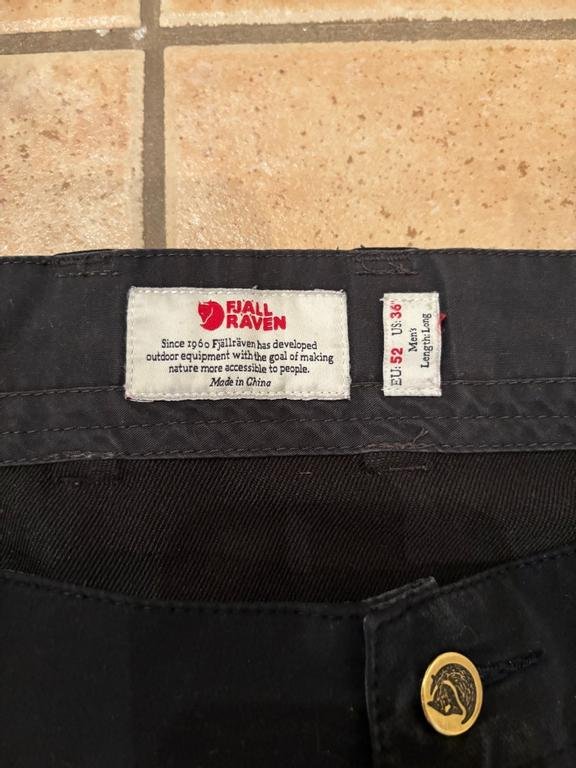 FJÄLL
RÄVEN
Since 1960 Fjällräven has developed
outdoor equipment with the goal of making
nature more accessible to people.
Made in China
EU: 52 US: 36"
Men's
Length: Long